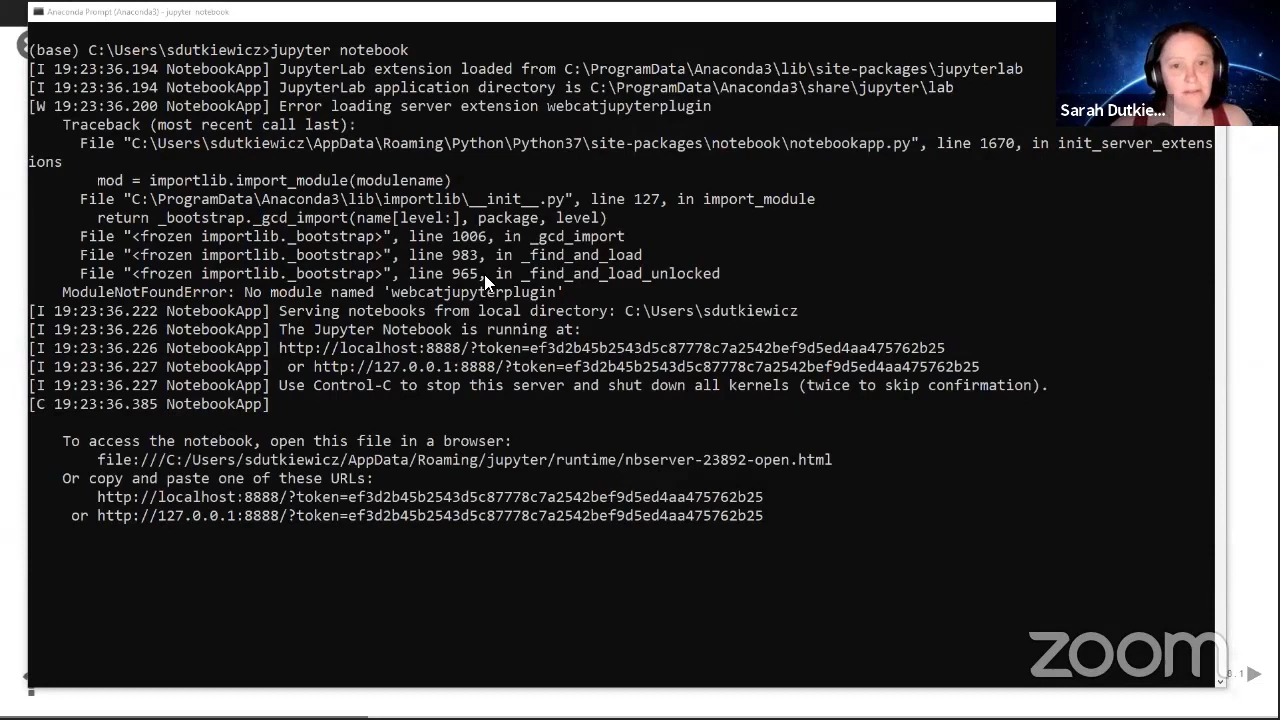 Anaconda Prompt (Anaconda3) - jupyter notebook
(base) C:\Users\sdutkiewicz>jupyter notebook
[I 19:23:36.194 NotebookApp] JupyterLab extension loaded from C:\ProgramData\Anaconda3\lib\site-packages\jupyterlab
[I 19:23:36.194 NotebookApp] JupyterLab application directory is C:\ProgramData\Anaconda3\share\jupyter\lab
[W 19:23:36.200 NotebookApp] Error loading server extension webcatjupyterplugin
Traceback (most recent call last):
File "C:\Users\sdutkiewicz\AppData\Roaming\Python\Python37\site-packages\notebook\notebookapp.py", line 1670, in init_server_extens
ions
mod = importlib.import_module(modulename)
File "C:\ProgramData\Anaconda3\lib\importlib\__init__.py", line 127, in import_module
return _bootstrap._gcd_import(name[level:], package, level)
File "<frozen importlib._bootstrap>", line 1006, in _gcd_import
File "<frozen importlib._bootstrap>", line 983, in _find_and_load
File "<frozen importlib._bootstrap>", line 965, in _find_and_load_unlocked
ModuleNotFoundError: No module named 'webcatjupyterplugin'
[I 19:23:36.222 NotebookApp] Serving notebooks from local directory: C:\Users\sdutkiewicz
[I 19:23:36.226 NotebookApp] The Jupyter Notebook is running at:
[I 19:23:36.226 NotebookApp] http://localhost:8888/?token=ef3d2b45b2543d5c87778c7a2542bef9d5ed4aa475762b25
[I 19:23:36.227 NotebookApp]  or http://127.0.0.1:8888/?token=ef3d2b45b2543d5c87778c7a2542bef9d5ed4aa475762b25
[I 19:23:36.227 NotebookApp] Use Control-C to stop this server and shut down all kernels (twice to skip confirmation).
[C 19:23:36.385 NotebookApp]
To access the notebook, open this file in a browser:
file:///C:/Users/sdutkiewicz/AppData/Roaming/jupyter/runtime/nbserver-23892-open.html
Or copy and paste one of these URLs:
http://localhost:8888/?token=ef3d2b45b2543d5c87778c7a2542bef9d5ed4aa475762b25
or http://127.0.0.1:8888/?token=ef3d2b45b2543d5c87778c7a2542bef9d5ed4aa475762b25
Sarah Dutkie...
zoom